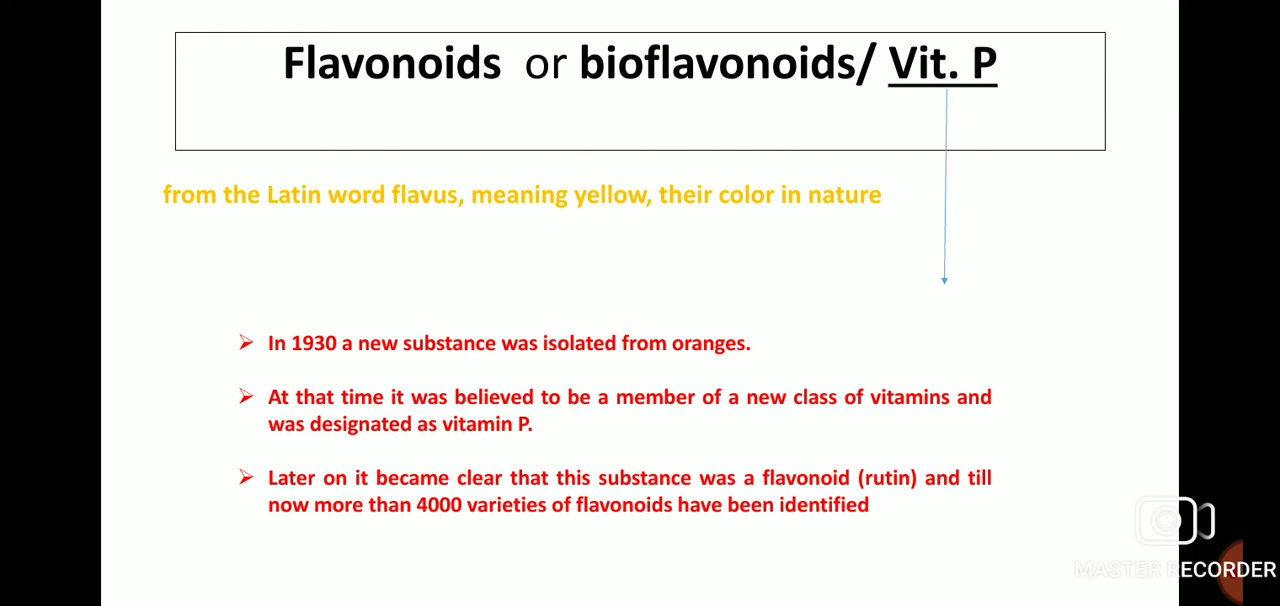 Flavonoids or bioflavonoids/ Vit. P
from the Latin word flavus, meaning yellow, their color in nature
➢ In 1930 a new substance was isolated from oranges.
➢ At that time it was believed to be a member of a new class of vitamins and
was designated as vitamin P.
➢ Later on it became clear that this substance was a flavonoid (rutin) and till
now more than 4000 varieties of flavonoids have been identified
MASTER RECORDER